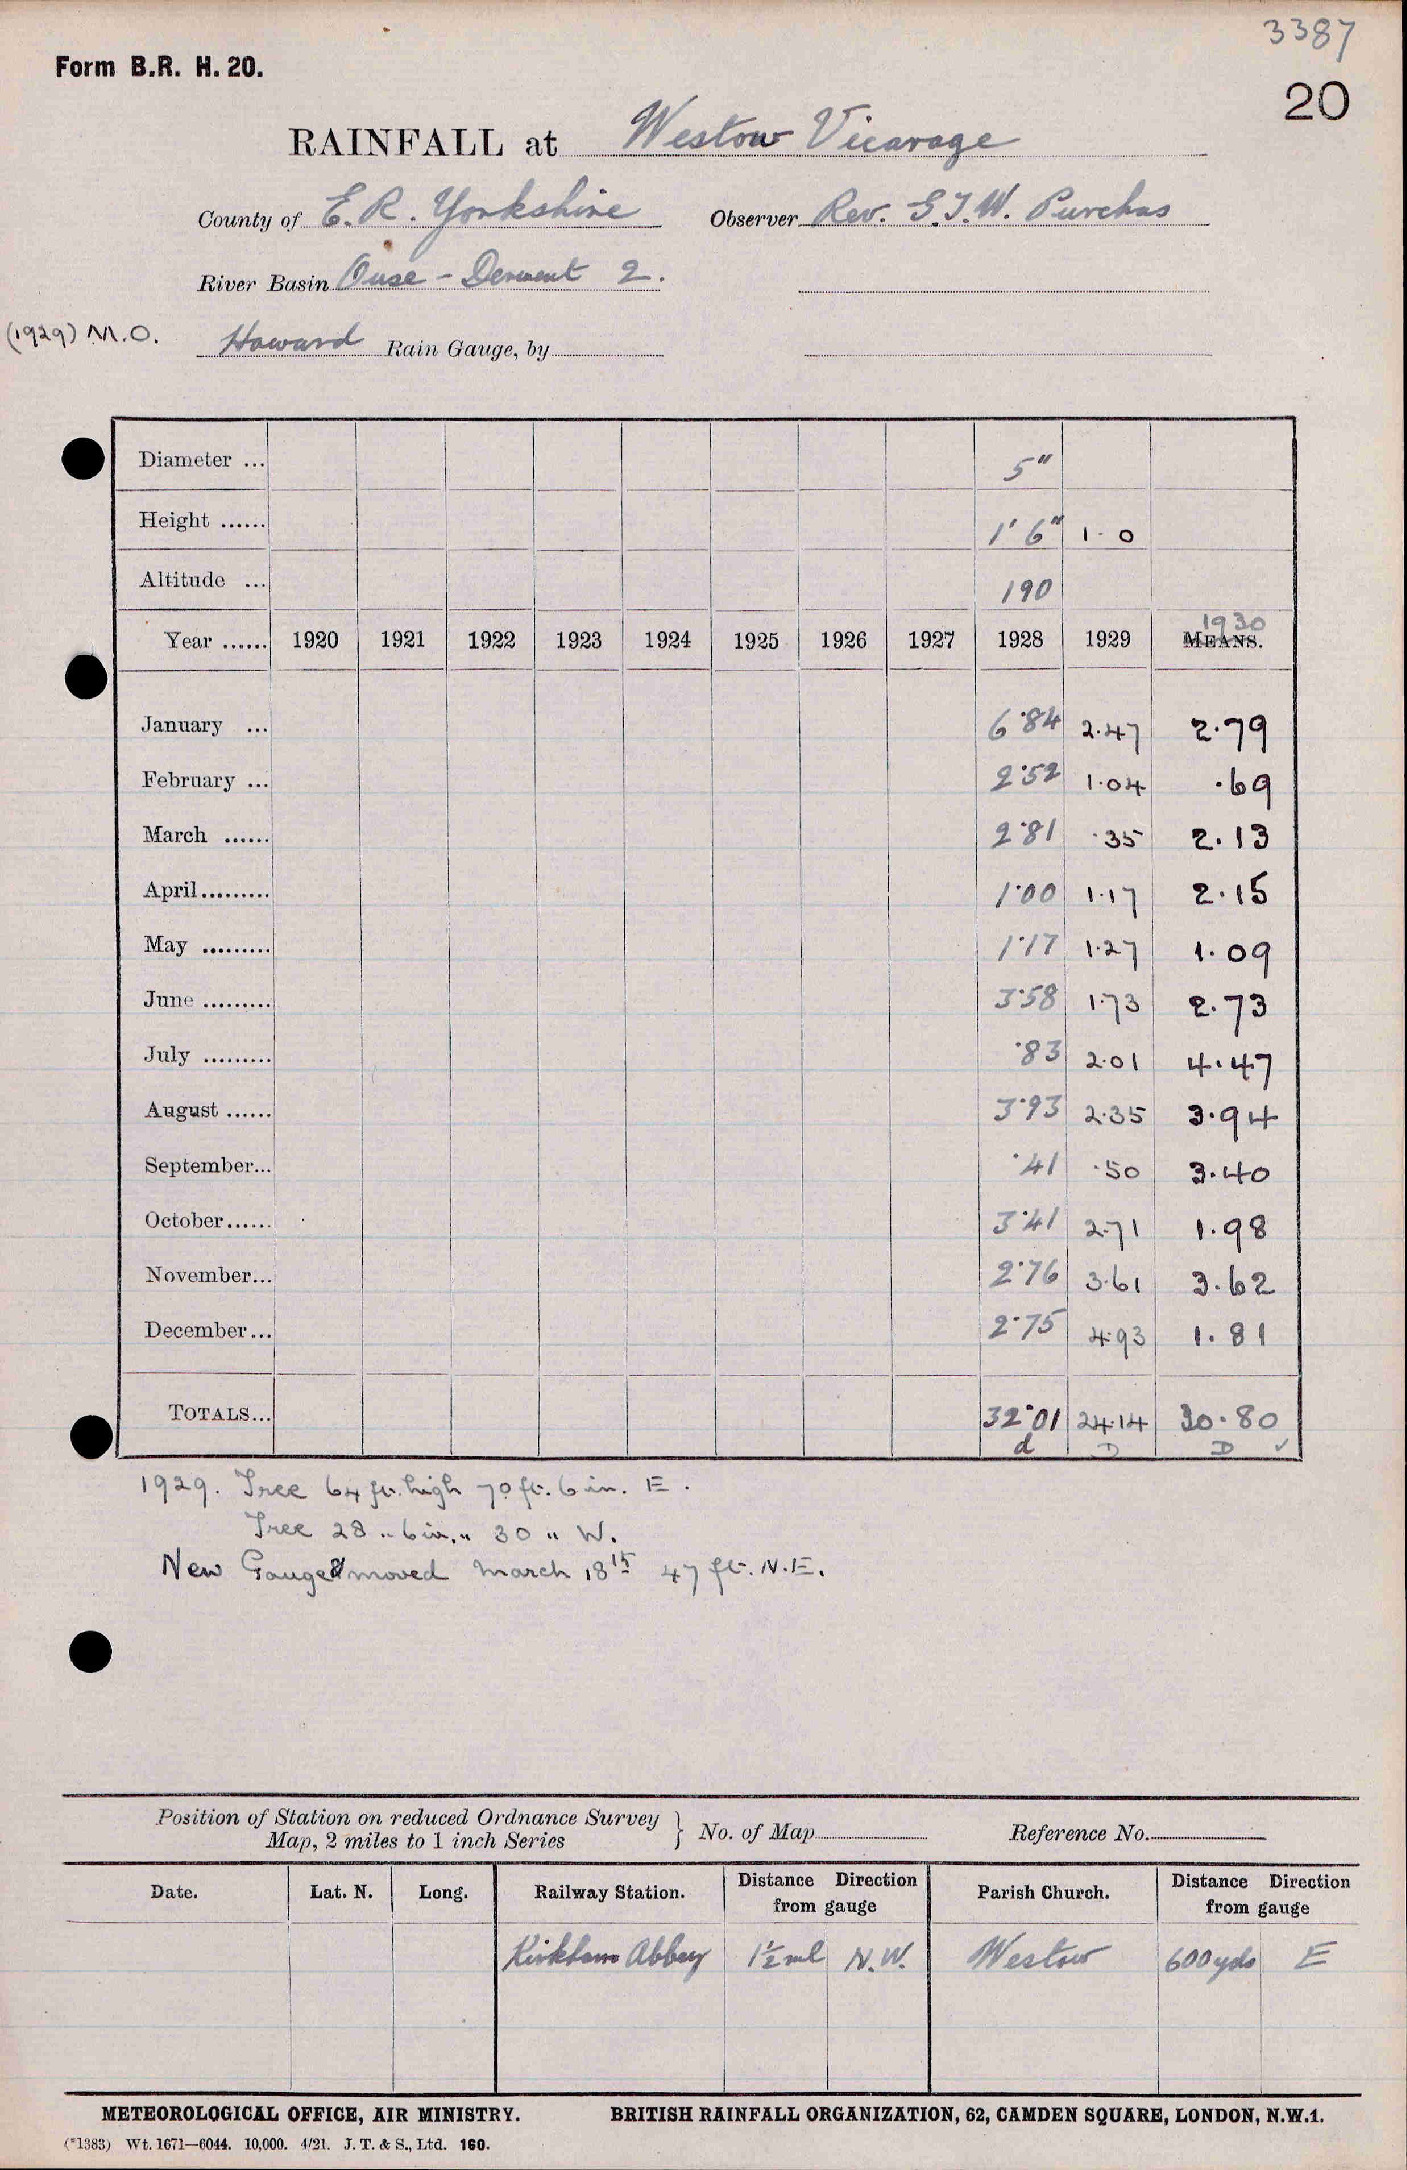 3387
Form B.R. H. 20.
20
RAINFALL at Westow Vicarage
County of E.R. Yorkshire Observer Rev. G.T.W. Purchas
River Basin Ouse - Derwent 2.
(1929) M.O. Howard Rain Gauge, by
Diameter ... 5"
Height ...... 1' 6" 1-0
Altitude ... 190
1930
Year ...... 1920 1921 1922 1923 1924 1925 1926 1927 1928 1929 MEANS.
January ... 6·84 2·47 2·79
February ... 2·52 1·04 ·69
March ...... 2·81 ·35 2·13
April ......... 1·00 1·17 2·15
May ......... 1·17 1·27 1·09
June ......... 3·58 1·73 2·73
July ......... ·83 2·01 4·47
August ...... 3·93 2·35 3·94
September... ·41 ·50 3·40
October...... 3·41 2·71 1·98
November... 2·76 3·61 3·62
December... 2·75 4·93 1·81
TOTALS... 32·01 24·14 30·80
d D D ✓
1929. Tree 64 ft. high 70 ft. 6 in. E.
Tree 28 " 6 in. " 30 " W.
New Gauge & moved March 18th 47 ft. N.E.
Position of Station on reduced Ordnance Survey
Map, 2 miles to 1 inch Series } No. of Map Reference No.
Date. Lat. N. Long. Railway Station. Distance Direction from gauge Parish Church. Distance Direction from gauge
Kirkham Abbey 1½ ml N.W. Westow 600 yds E
METEOROLOGICAL OFFICE, AIR MINISTRY. BRITISH RAINFALL ORGANIZATION, 62, CAMDEN SQUARE, LONDON, N.W.1.
(*1383) Wt. 1671—6044. 10,000. 4/21. J. T. & S., Ltd. 160.